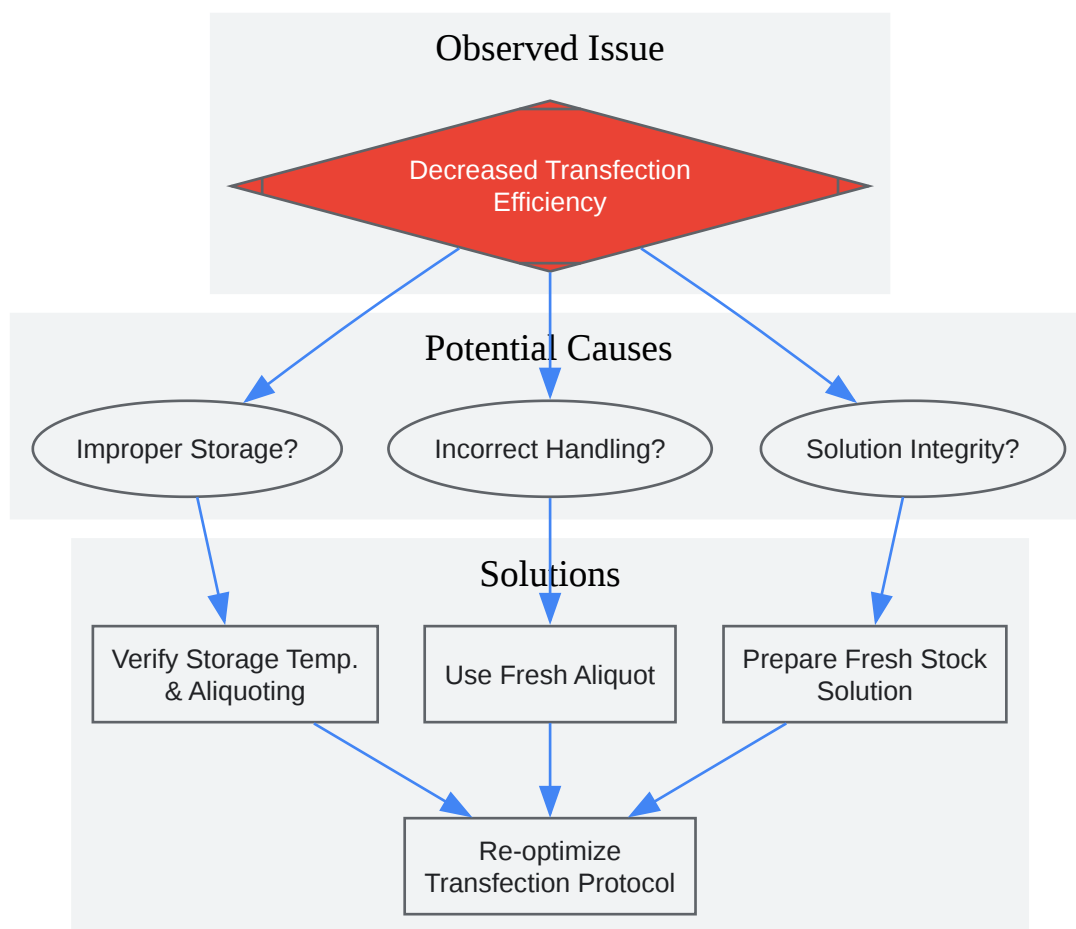 Observed Issue
Decreased Transfection
Efficiency
Potential Causes
Improper Storage?
Incorrect Handling?
Solution Integrity?
Solutions
Verify Storage Temp.
& Aliquoting
Use Fresh Aliquot
Prepare Fresh Stock
Solution
Re-optimize
Transfection Protocol